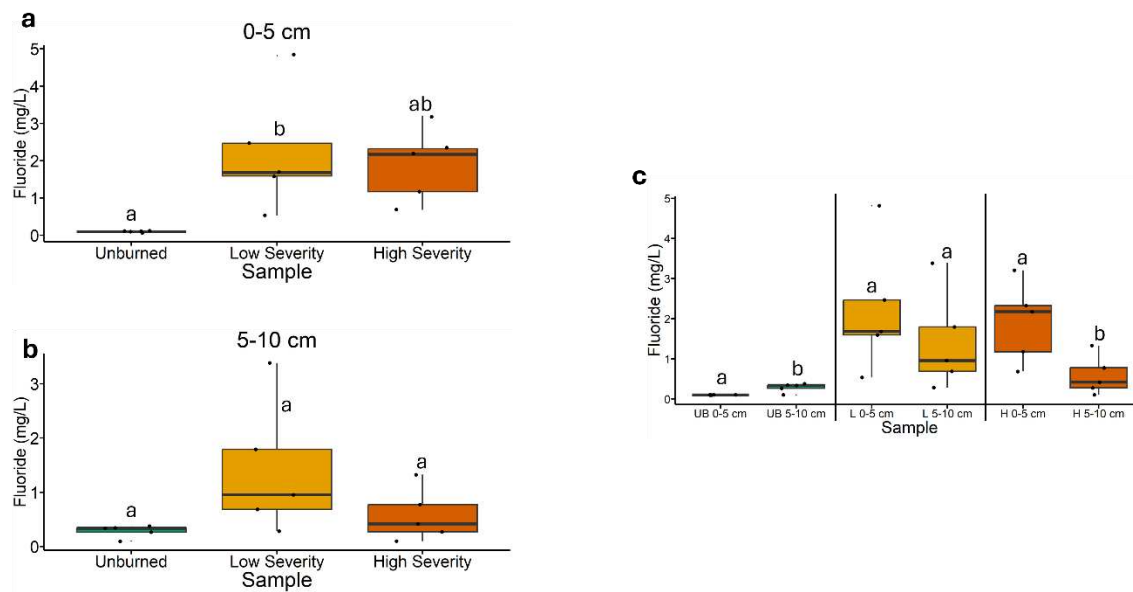 a
0-5 cm
Fluoride (mg/L)
5
4
3
2
1
0
a
b
ab
Unburned Low Severity High Severity
Sample
b
5-10 cm
Fluoride (mg/L)
3
2
1
0
a
a
a
Unburned Low Severity High Severity
Sample
c
Fluoride (mg/L)
5
4
3
2
1
0
a
b
a
a
a
b
UB 0-5 cm UB 5-10 cm L 0-5 cm L 5-10 cm H 0-5 cm H 5-10 cm
Sample